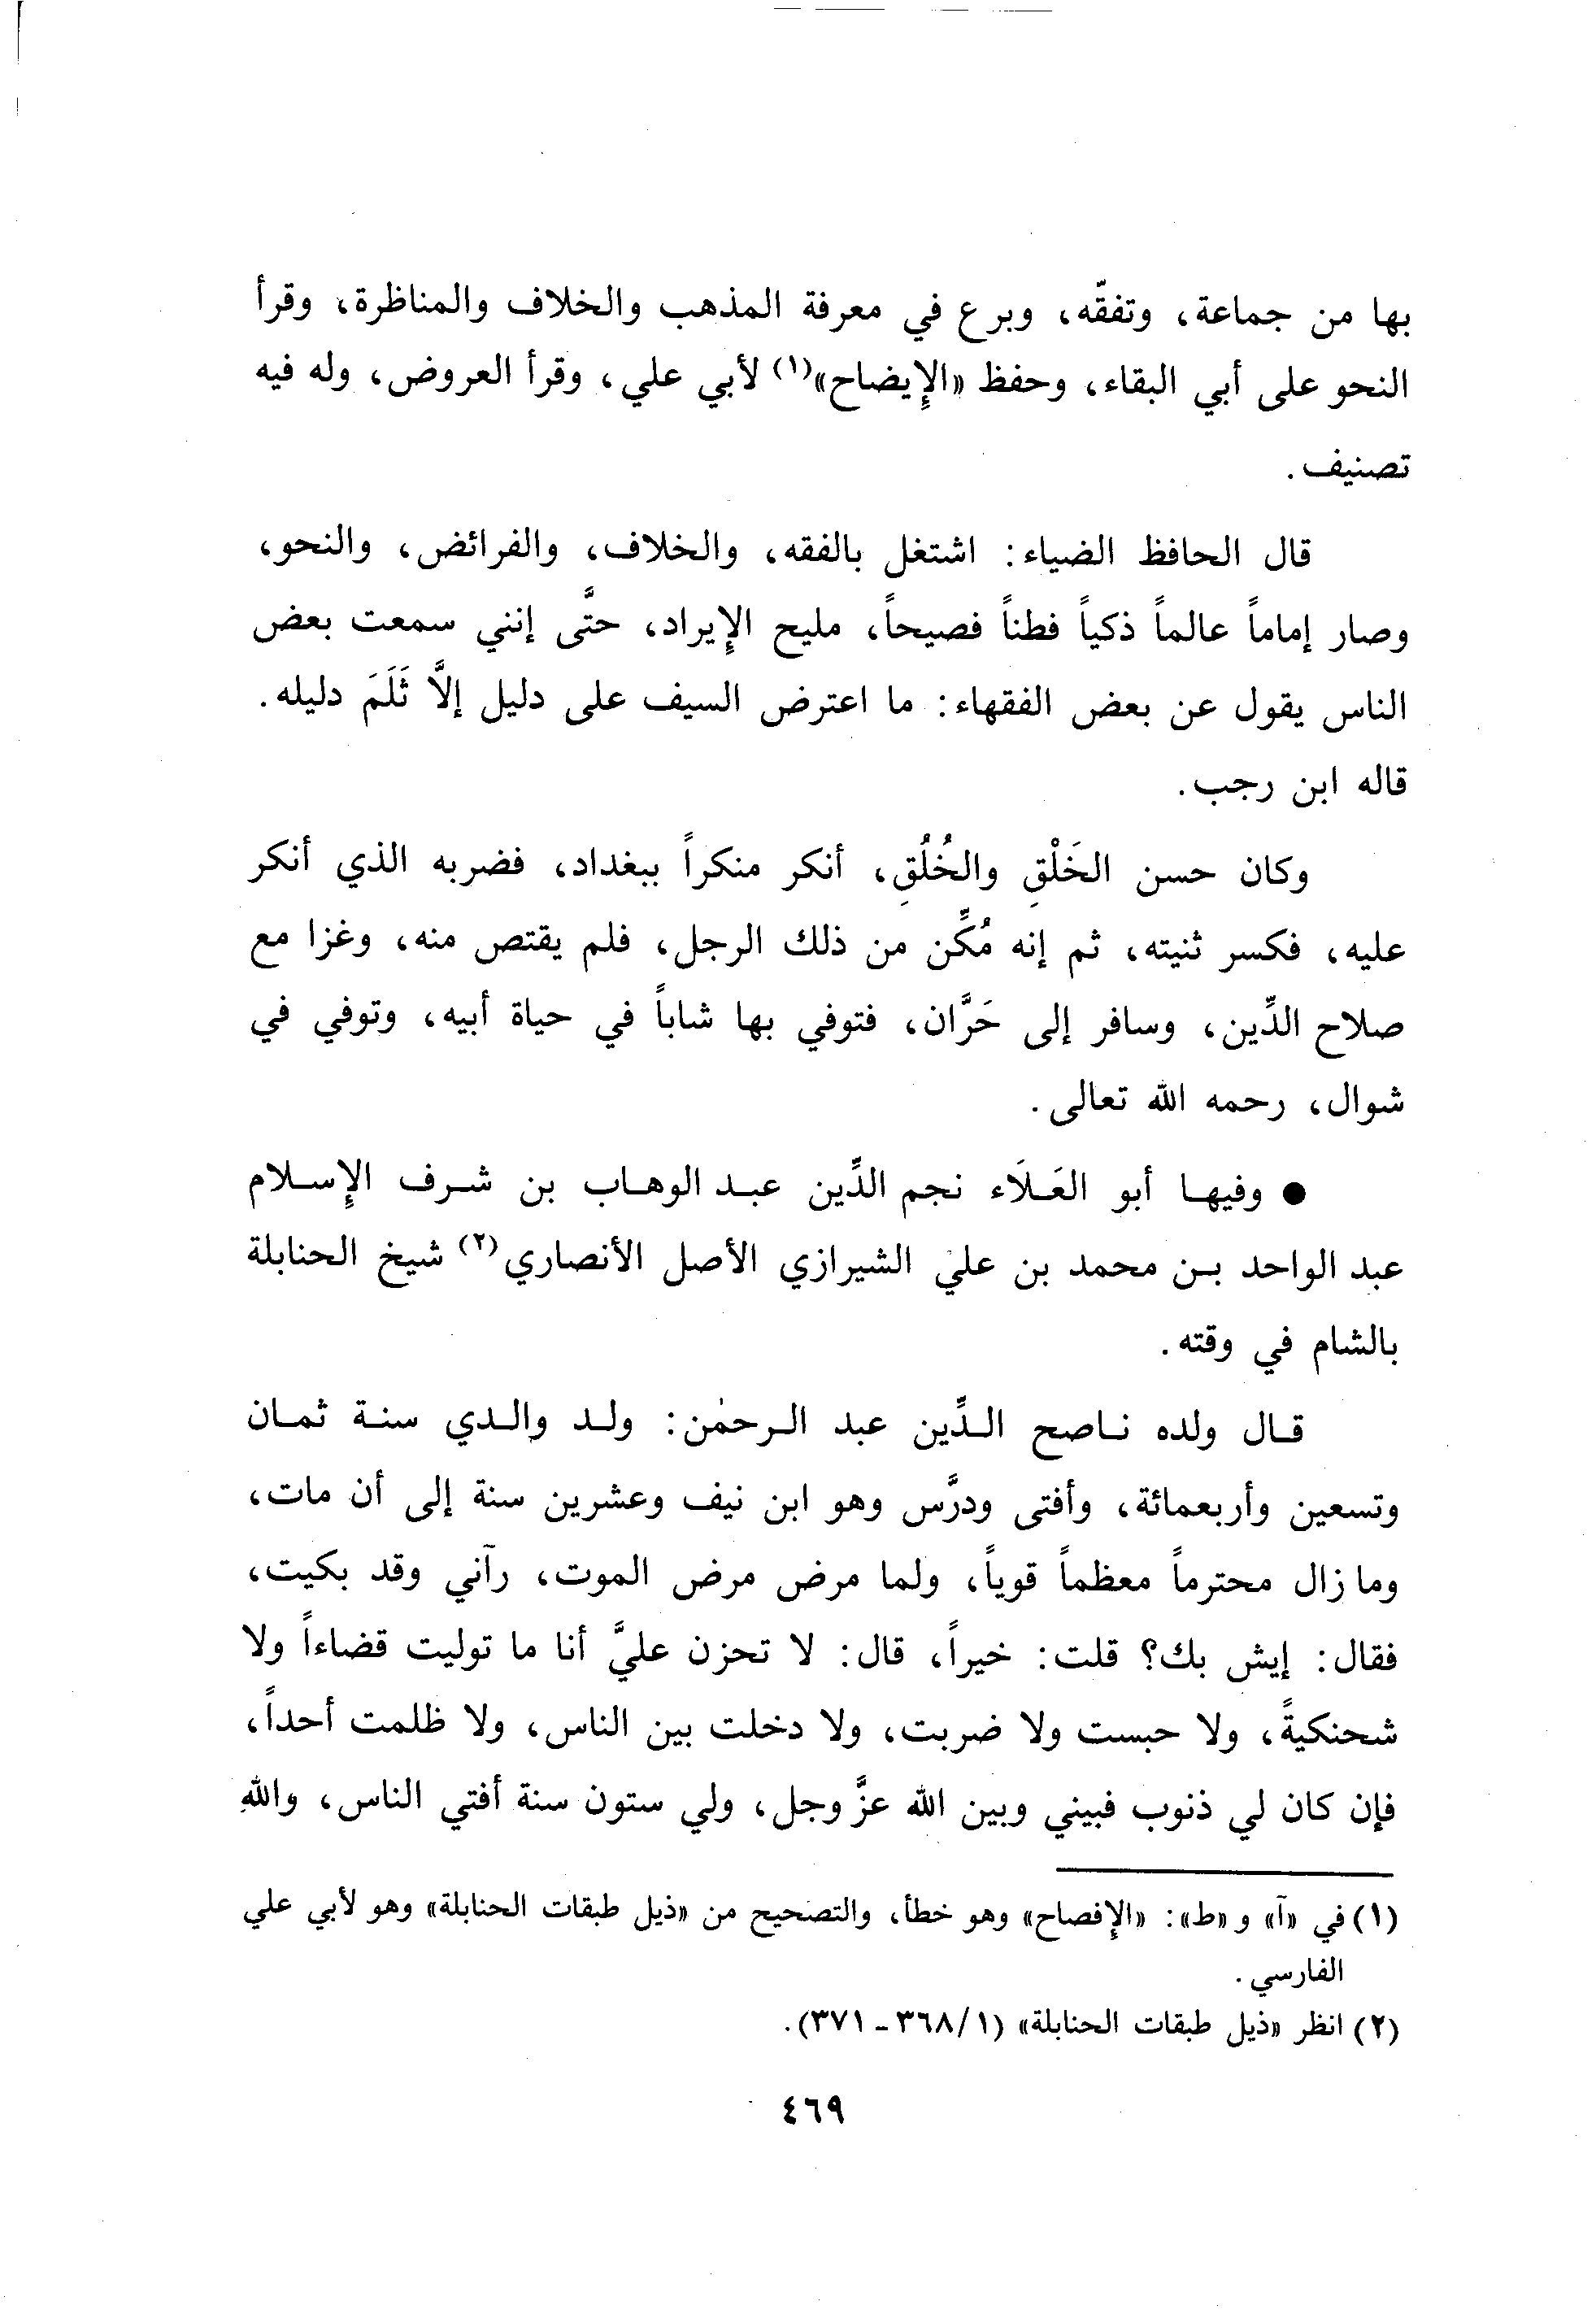 بها من جماعة، وتفقّه، وبرع في معرفة المذهب والخلاف والمناظرة، وقرأ
النحو على أبي البقاء، وحفظ «الإيضاح»(١) لأبي علي، وقرأ العروض، وله فيه
تصنيف.
قال الحافظ الضياء: اشتغل بالفقه، والخلاف، والفرائض، والنحو،
وصار إماماً عالماً ذكياً فطناً فصيحاً، مليح الإيراد، حتَّى إنني سمعت بعض
الناس يقول عن بعض الفقهاء: ما اعترض السيف على دليل إلاَّ ثَلَمَ دليله.
قاله ابن رجب.
وكان حسن الخَلْقِ والخُلُقِ، أنكر منكراً ببغداد، فضربه الذي أنكر
عليه، فكسر ثنيته، ثم إنه مُكِّن من ذلك الرجل، فلم يقتص منه، وغزا مع
صلاح الدِّين، وسافر إلى حَرَّان، فتوفي بها شاباً في حياة أبيه، وتوفي في
شوال، رحمه الله تعالى.
● وفيها أبو العَلَاء نجم الدِّين عبد الوهاب بن شرف الإسلام
عبد الواحد بن محمد بن علي الشيرازي الأصل الأنصاري(٢) شيخ الحنابلة
بالشام في وقته.
قال ولده ناصح الدِّين عبد الرحمٰن: ولد والدي سنة ثمان
وتسعين وأربعمائة، وأفتى ودرَّس وهو ابن نيف وعشرين سنة إلى أن مات،
وما زال محترماً معظماً قوياً، ولما مرض مرض الموت، رآني وقد بكيت،
فقال: إيش بك؟ قلت: خيراً، قال: لا تحزن عليَّ أنا ما توليت قضاءاً ولا
شحنكيةً، ولا حبست ولا ضربت، ولا دخلت بين الناس، ولا ظلمت أحداً،
فإن كان لي ذنوب فبيني وبين الله عزَّ وجل، ولي ستون سنة أفتي الناس، واللهِ
(١) في «آ» و «ط»: «الإفصاح» وهو خطأ، والتصحيح من «ذيل طبقات الحنابلة» وهو لأبي علي
الفارسي.
(٢) انظر «ذيل طبقات الحنابلة» (١/ ٣٦٨ - ٣٧١).
٤٦٩